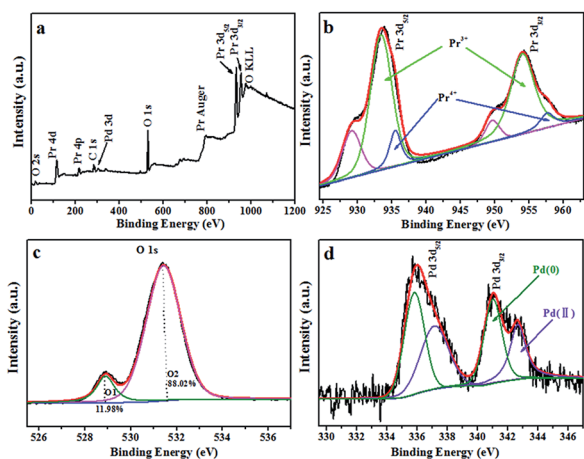 a
O 2s
Pr 4d
Pr 4p
C 1s
Pd 3d
O 1s
Pr Auger
Pr 3d5/2
Pr 3d3/2
O KLL
Intensity (a.u.)
0 200 400 600 800 1000 1200
Binding Energy (eV)
b
Pr 3d5/2
Pr3+
Pr 3d3/2
Pr4+
Intensity (a.u.)
925 930 935 940 945 950 955 960
Binding Energy (eV)
c
O 1s
O1
11.98%
O2
88.02%
Intensity (a.u.)
526 528 530 532 534 536
Binding Energy (eV)
d
Pd 3d5/2
Pd 3d3/2
Pd(0)
Pd(Ⅱ)
Intensity (a.u.)
330 332 334 336 338 340 342 344 346
Binding Energy (eV)